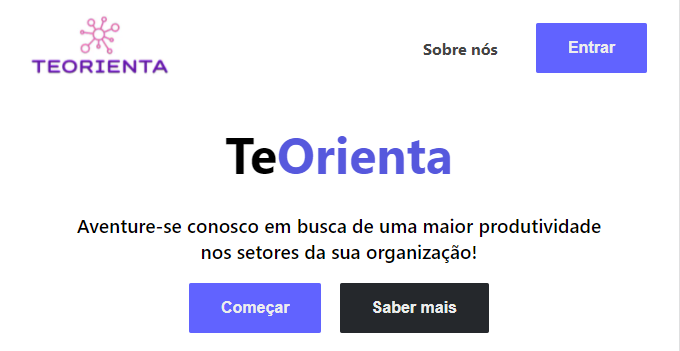 TEORIENTA
Sobre nós
Entrar
TeOrienta
Aventure-se conosco em busca de uma maior produtividade
nos setores da sua organização!
Começar
Saber mais